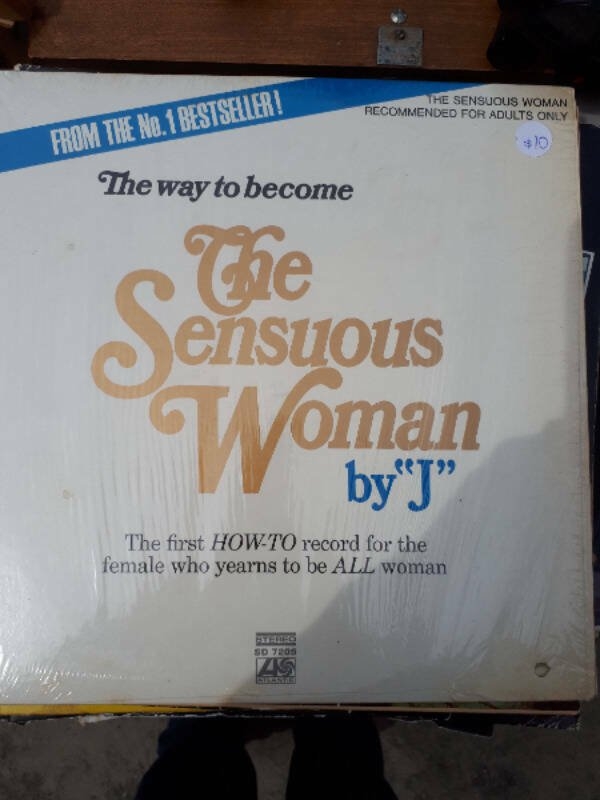 FROM THE No. 1 BESTSELLER!
THE SENSUOUS WOMAN
RECOMMENDED FOR ADULTS ONLY
$10
The way to become
The
Sensuous
Woman
by "J"
The first HOW-TO record for the
female who yearns to be ALL woman
STEREO
SD 7209
ATLANTIC